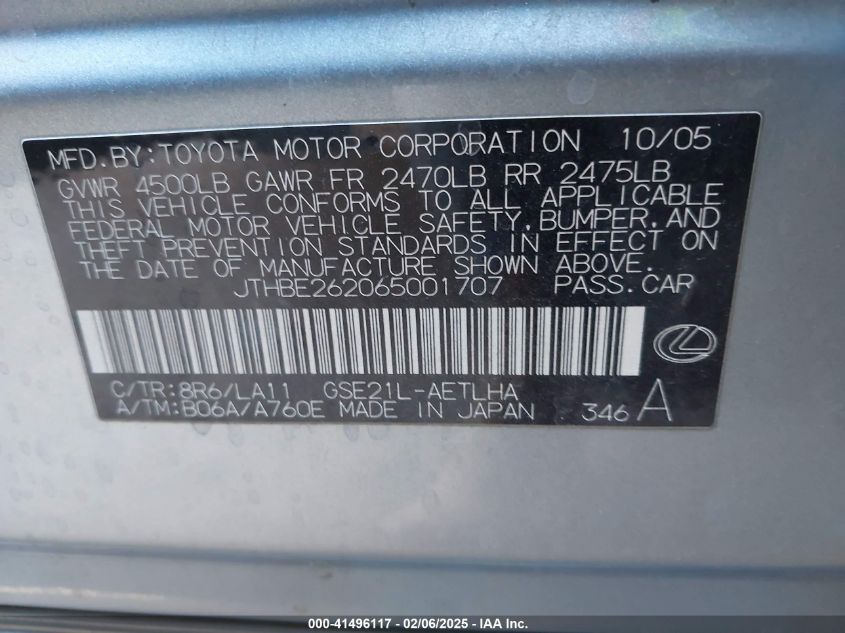 MFD.BY:TOYOTA MOTOR CORPORATION 10/05
GVWR 4500LB GAWR FR 2470LB RR 2475LB
THIS VEHICLE CONFORMS TO ALL APPLICABLE
FEDERAL MOTOR VEHICLE SAFETY,BUMPER,AND
THEFT PREVENTION STANDARDS IN EFFECT ON
THE DATE OF MANUFACTURE SHOWN ABOVE.
JTHBE262065001707 PASS.CAR
C/TR:8R6/LA11 GSE21L-AETLHA
A/TM:B06A/A760E MADE IN JAPAN 346 A
000-41496117 - 02/06/2025 - IAA Inc.